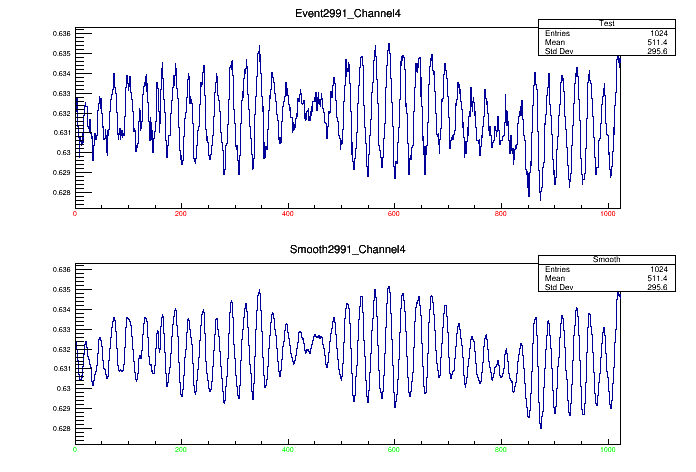 Event2991_Channel4
Test
Entries 1024
Mean 511.4
Std Dev 295.6
0.636
0.635
0.634
0.633
0.632
0.631
0.63
0.629
0.628
0 200 400 600 800 1000
Smooth2991_Channel4
Smooth
Entries 1024
Mean 511.4
Std Dev 295.6
0.636
0.635
0.634
0.633
0.632
0.631
0.63
0.629
0.628
0 200 400 600 800 1000